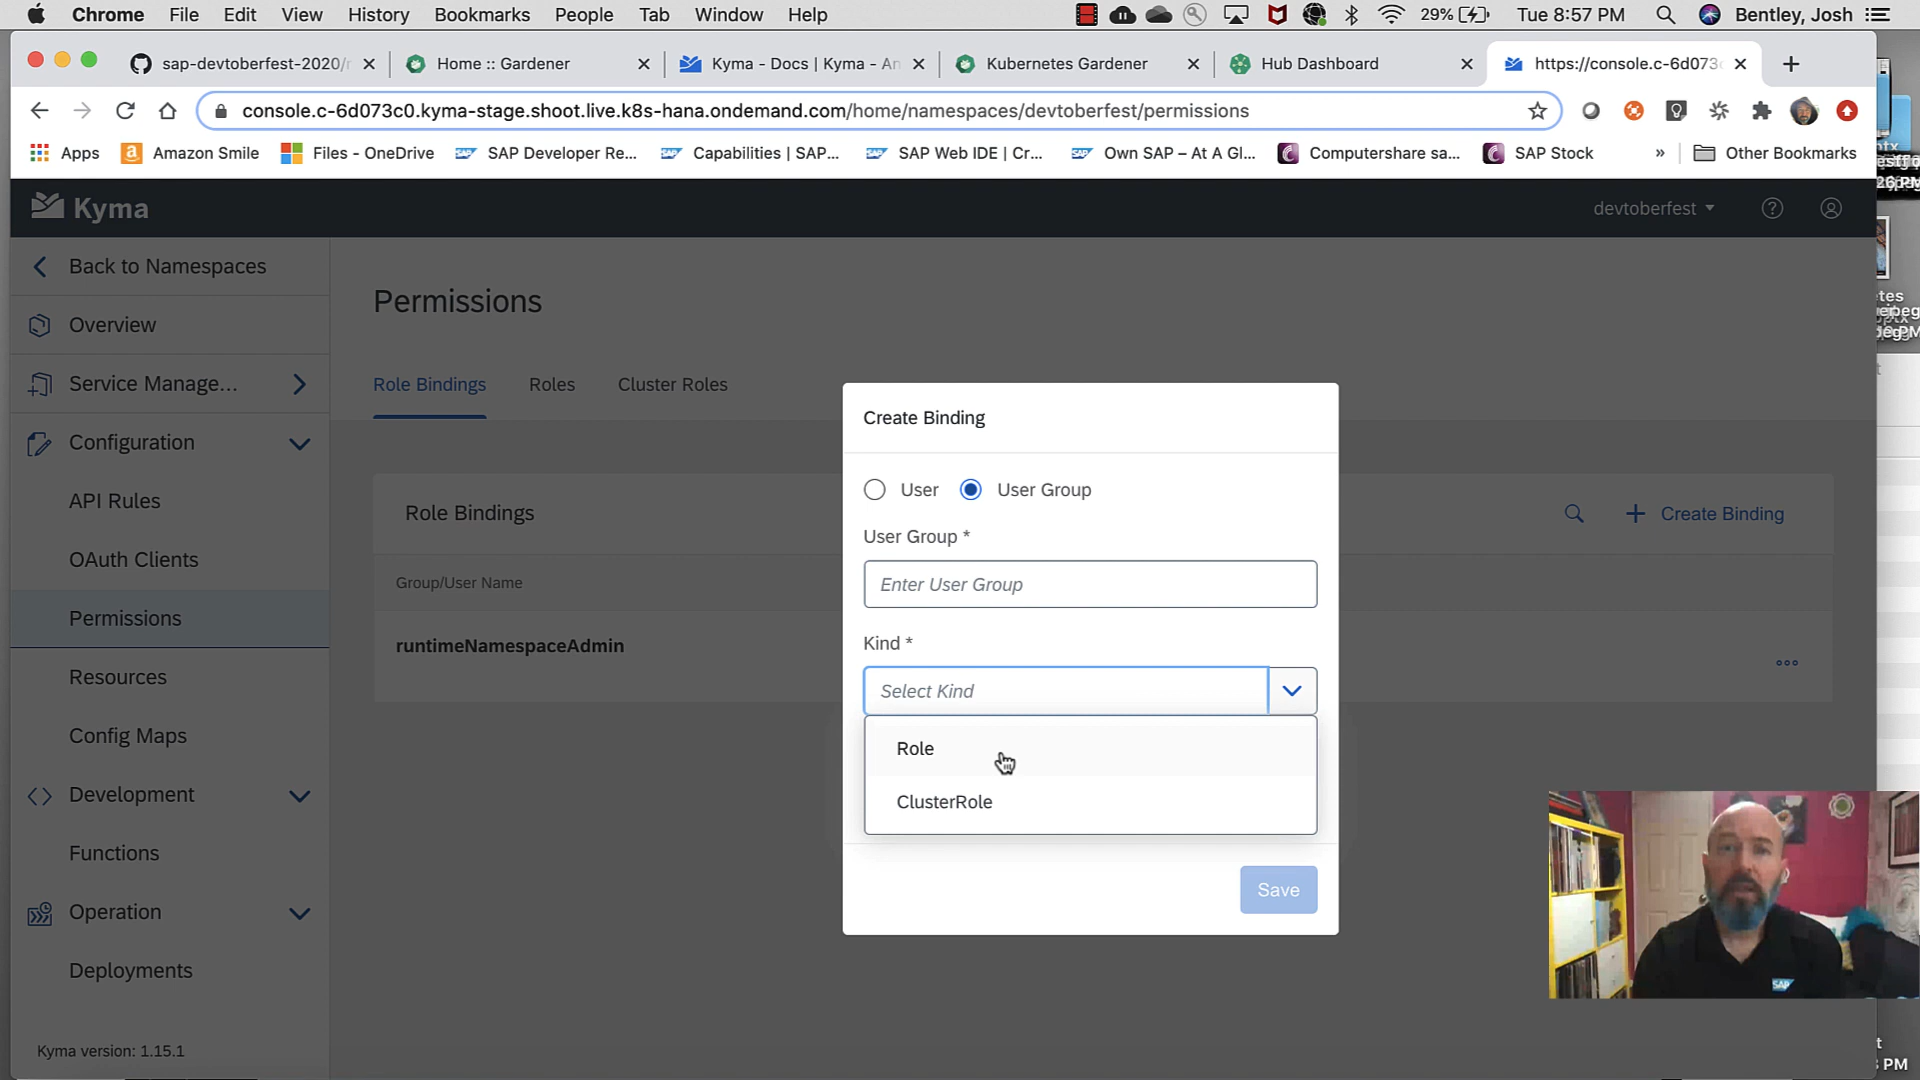 Chrome File Edit View History Bookmarks People Tab Window Help 29% Tue 8:57 PM Bentley, Josh
sap-devtoberfest-2020/ Home :: Gardener Kyma - Docs | Kyma - An Kubernetes Gardener Hub Dashboard https://console.c-6d073c
console.c-6d073c0.kyma-stage.shoot.live.k8s-hana.ondemand.com/home/namespaces/devtoberfest/permissions
Apps Amazon Smile Files - OneDrive SAP Developer Re... Capabilities | SAP... SAP Web IDE | Cr... Own SAP – At A Gl... Computershare sa... SAP Stock » Other Bookmarks
Kyma devtoberfest
Back to Namespaces
Overview
Service Manage...
Configuration
API Rules
OAuth Clients
Permissions
Resources
Config Maps
Development
Functions
Operation
Deployments
Kyma version: 1.15.1
Permissions
Role Bindings Roles Cluster Roles
Role Bindings + Create Binding
Group/User Name
runtimeNamespaceAdmin
Create Binding
User User Group
User Group *
Enter User Group
Kind *
Select Kind
Role
ClusterRole
Save
SAP